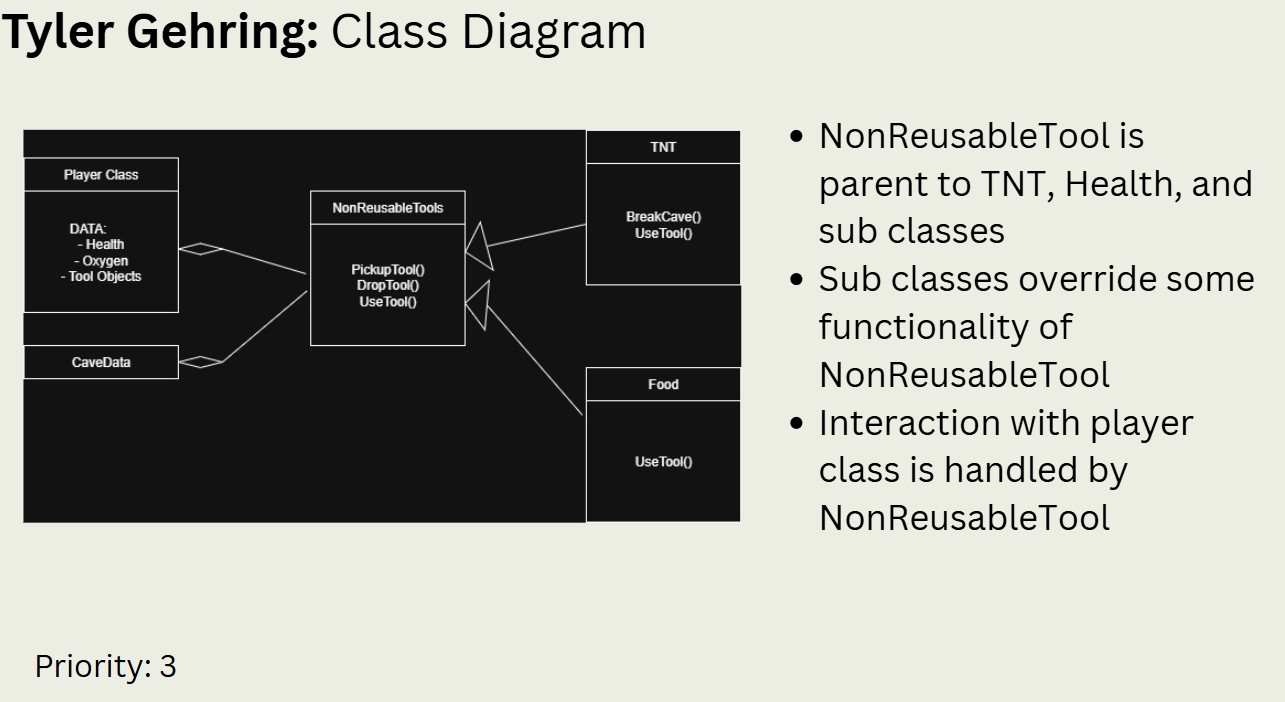 Tyler Gehring: Class Diagram
Player Class
DATA:
- Health
- Oxygen
- Tool Objects
CaveData
NonReusableTools
PickupTool()
DropTool()
UseTool()
TNT
BreakCave()
UseTool()
Food
UseTool()
• NonReusableTool is
parent to TNT, Health, and
sub classes
• Sub classes override some
functionality of
NonReusableTool
• Interaction with player
class is handled by
NonReusableTool
Priority: 3